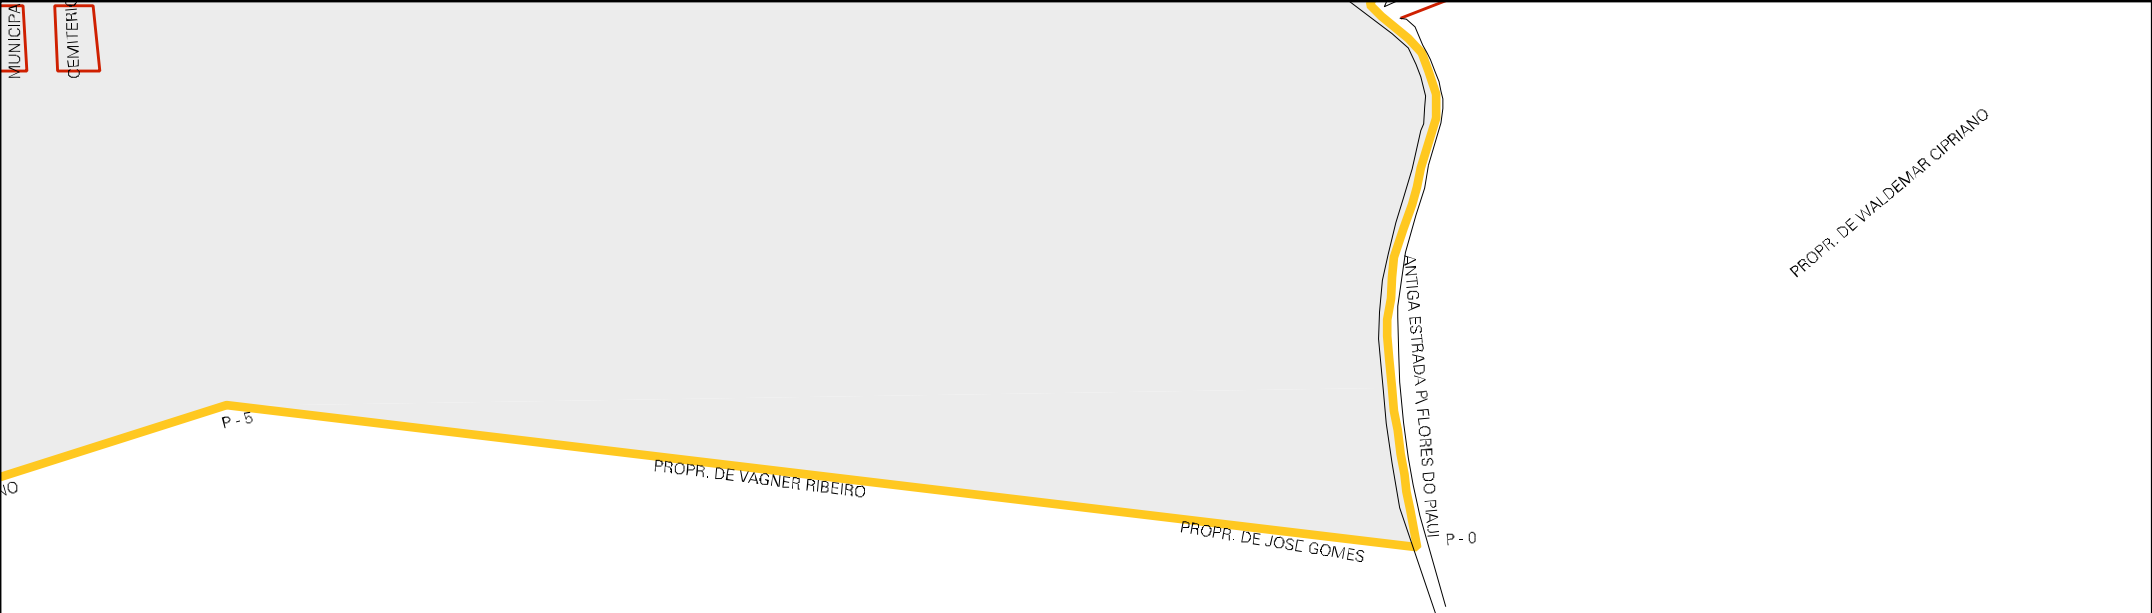 MUNICIPA
CEMITERIO
PROPR. DE WALDEMAR CIPRIANO
ANTIGA ESTRADA P\ FLORES DO PIAUI
P - 5
PROPR. DE VAGNER RIBEIRO
NO
PROPR. DE JOSE GOMES
P - 0